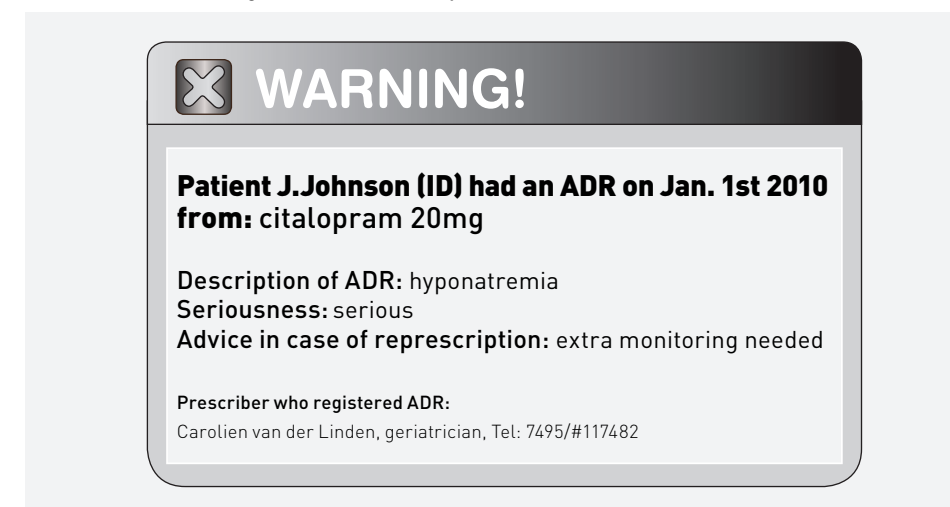 WARNING!
Patient J.Johnson (ID) had an ADR on Jan. 1st 2010
from: citalopram 20mg
Description of ADR: hyponatremia
Seriousness: serious
Advice in case of represcription: extra monitoring needed
Prescriber who registered ADR:
Carolien van der Linden, geriatrician, Tel: 7495/#117482